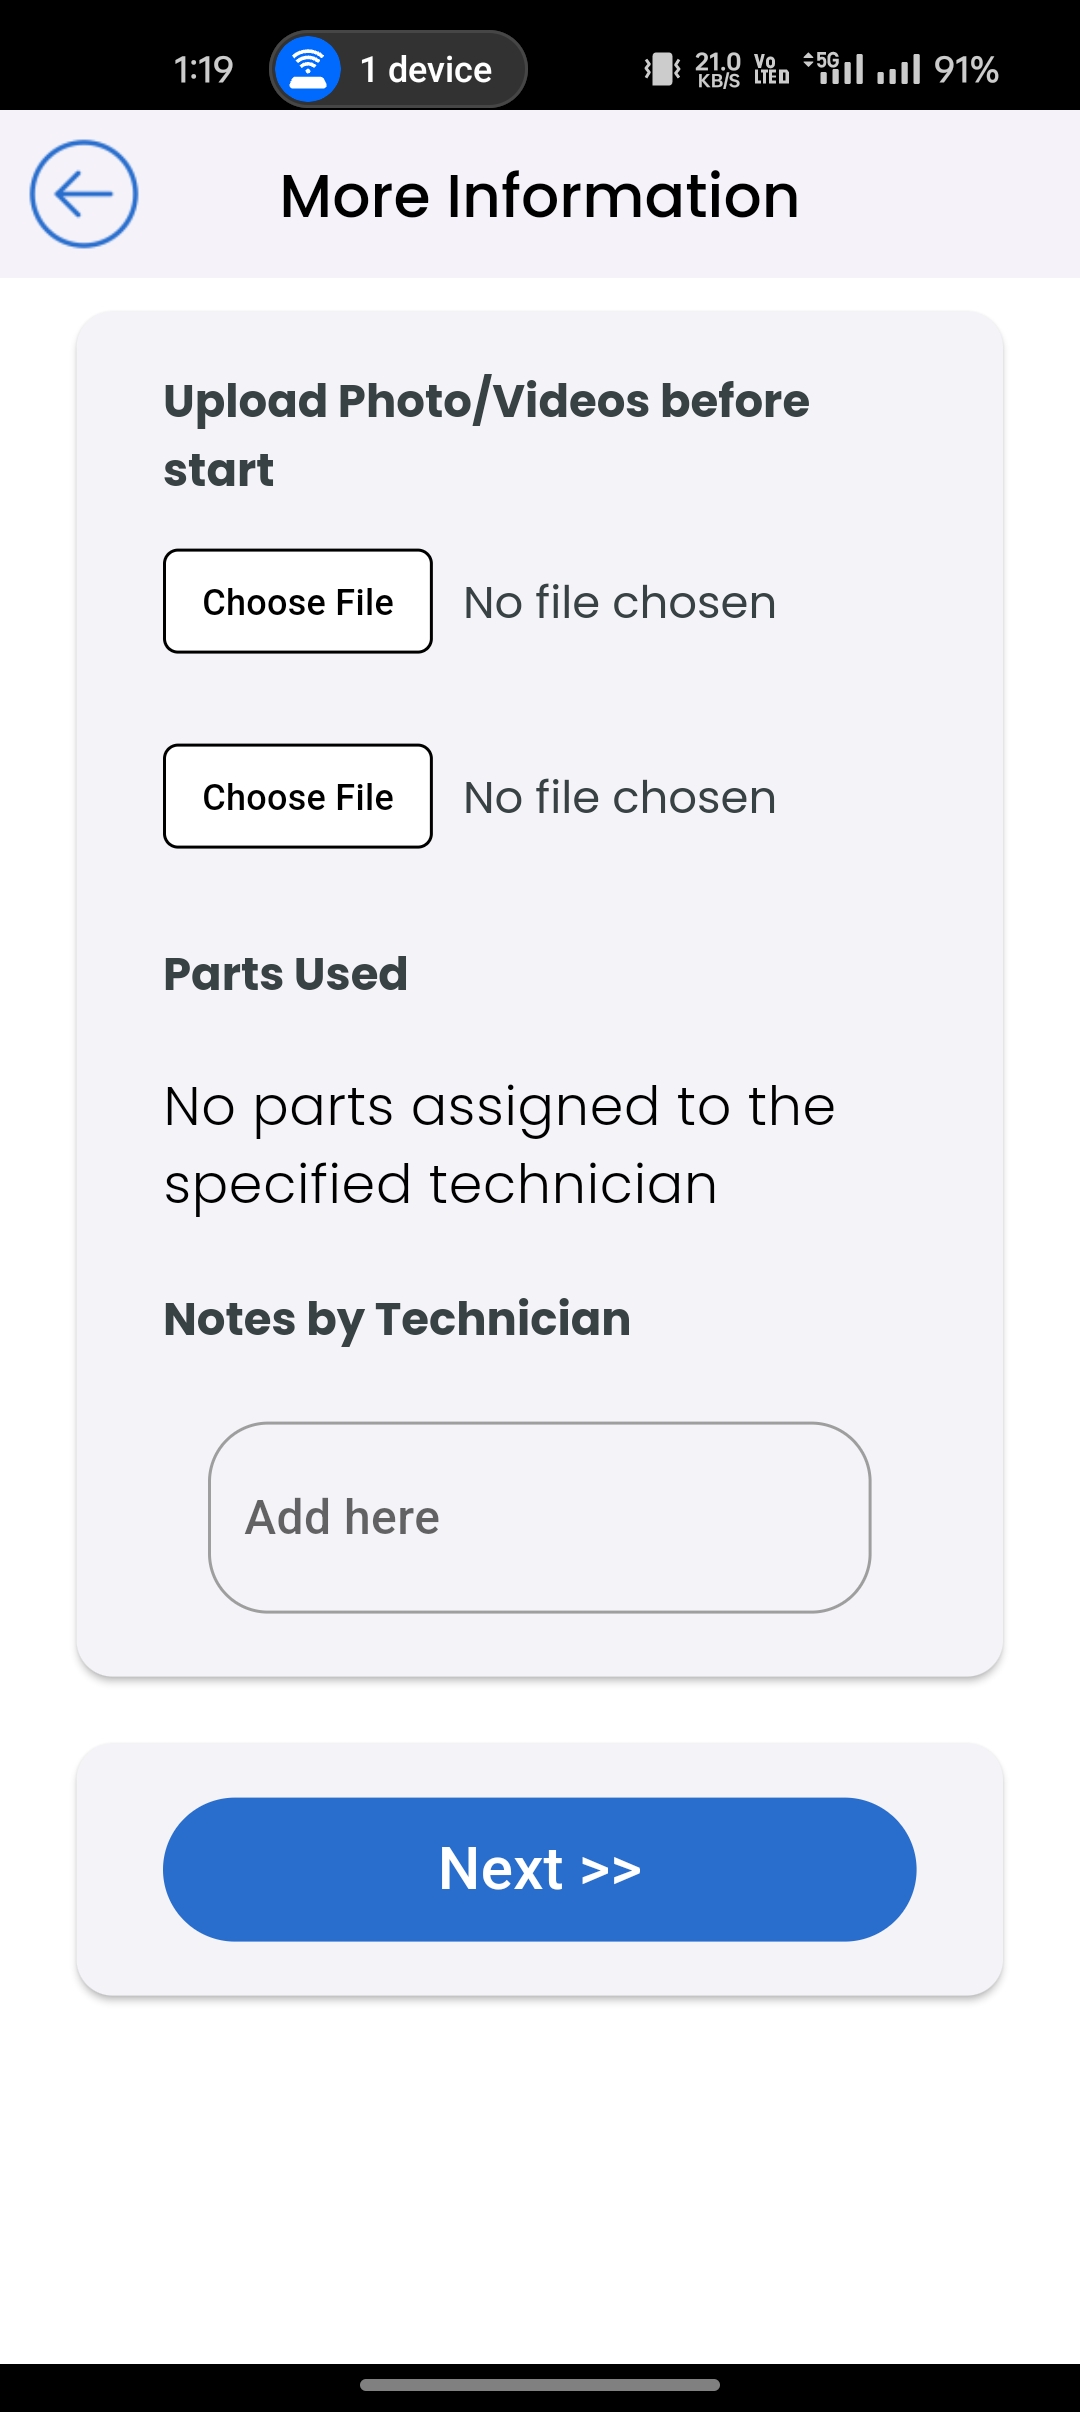 1:19
1 device
21.0
KB/S
Vo
LTE
5G
91%
More Information
Upload Photo/Videos before
start
Choose File
No file chosen
Choose File
No file chosen
Parts Used
No parts assigned to the
specified technician
Notes by Technician
Add here
Next >>